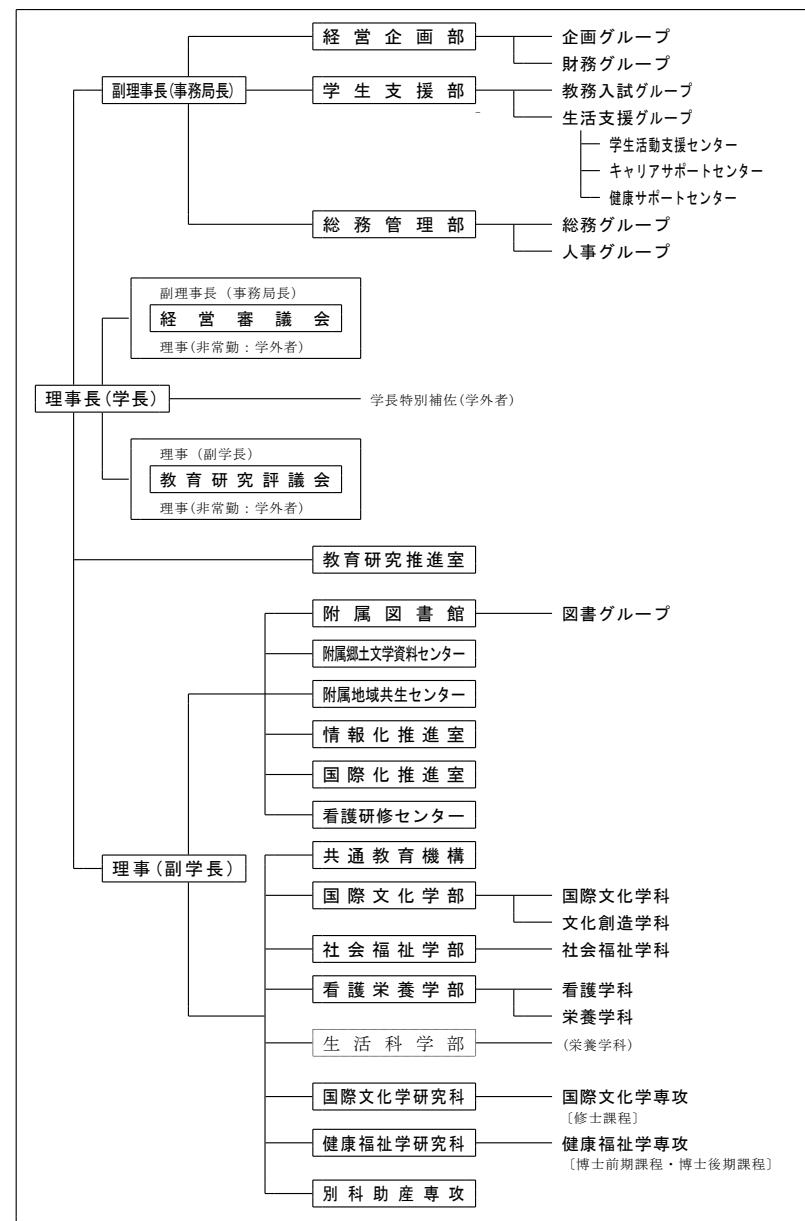 経営企画部
企画グループ
財務グループ
副理事長(事務局長)
学生支援部
教務入試グループ
生活支援グループ
学生活動支援センター
キャリアサポートセンター
健康サポートセンター
総務管理部
総務グループ
人事グループ
副理事長(事務局長)
経営審議会
理事(非常勤:学外者)
理事長(学長)
学長特別補佐(学外者)
理事(副学長)
教育研究評議会
理事(非常勤:学外者)
教育研究推進室
附属図書館
図書グループ
附属郷土文学資料センター
附属地域共生センター
情報化推進室
国際化推進室
看護研修センター
共通教育機構
理事(副学長)
国際文化学部
国際文化学科
文化創造学科
社会福祉学部
社会福祉学科
看護栄養学部
看護学科
栄養学科
生活科学部
(栄養学科)
国際文化学研究科
国際文化学専攻
〔修士課程〕
健康福祉学研究科
健康福祉学専攻
〔博士前期課程・博士後期課程〕
別科助産専攻